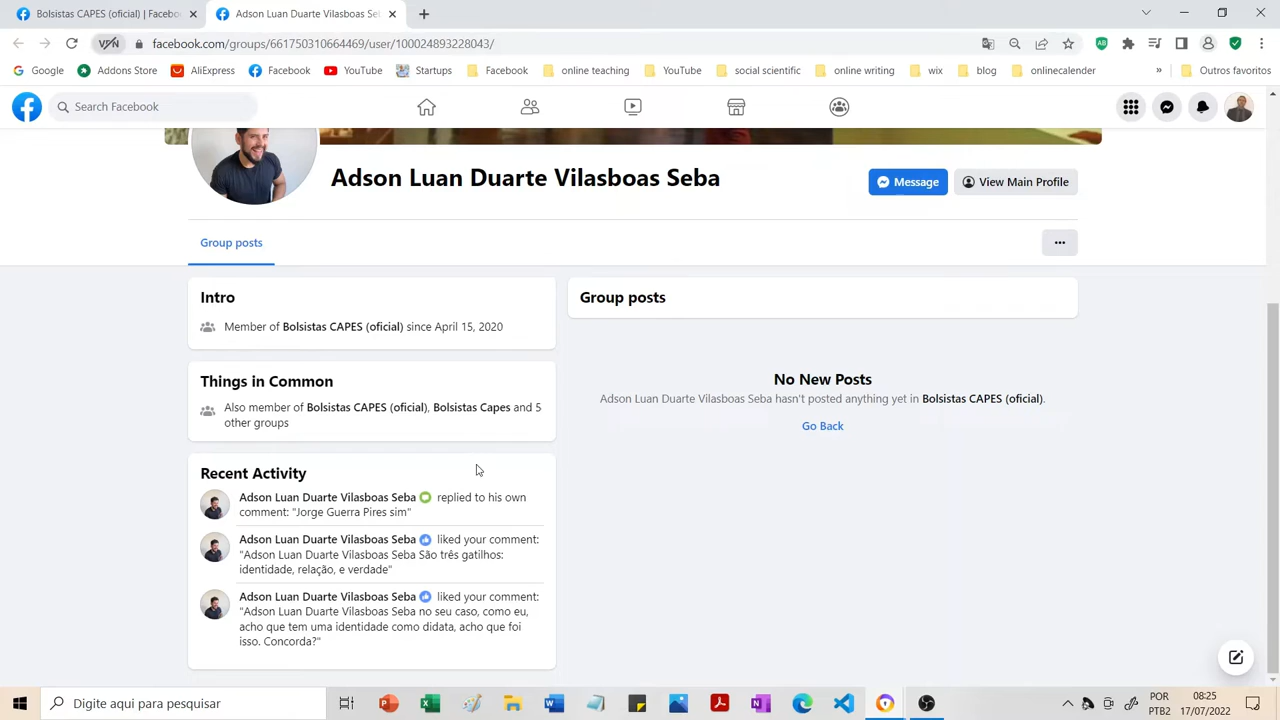 Bolsistas CAPES (oficial) | Facebo
Adson Luan Duarte Vilasboas Se
VPN
facebook.com/groups/661750310664469/user/100024893228043/
Google
Addons Store
AliExpress
Facebook
YouTube
Startups
Facebook
online teaching
YouTube
social scientific
online writing
wix
blog
onlinecalender
»
Outros favoritos
Search Facebook
Adson Luan Duarte Vilasboas Seba
Message
View Main Profile
Group posts
Intro
Member of Bolsistas CAPES (oficial) since April 15, 2020
Things in Common
Also member of Bolsistas CAPES (oficial), Bolsistas Capes and 5
other groups
Recent Activity
Adson Luan Duarte Vilasboas Seba replied to his own
comment: "Jorge Guerra Pires sim"
Adson Luan Duarte Vilasboas Seba liked your comment:
"Adson Luan Duarte Vilasboas Seba São três gatilhos:
identidade, relação, e verdade"
Adson Luan Duarte Vilasboas Seba liked your comment:
"Adson Luan Duarte Vilasboas Seba no seu caso, como eu,
acho que tem uma identidade como didata, acho que foi
isso. Concorda?"
Group posts
No New Posts
Adson Luan Duarte Vilasboas Seba hasn't posted anything yet in Bolsistas CAPES (oficial).
Go Back
Digite aqui para pesquisar
POR
PTB2
08:25
17/07/2022